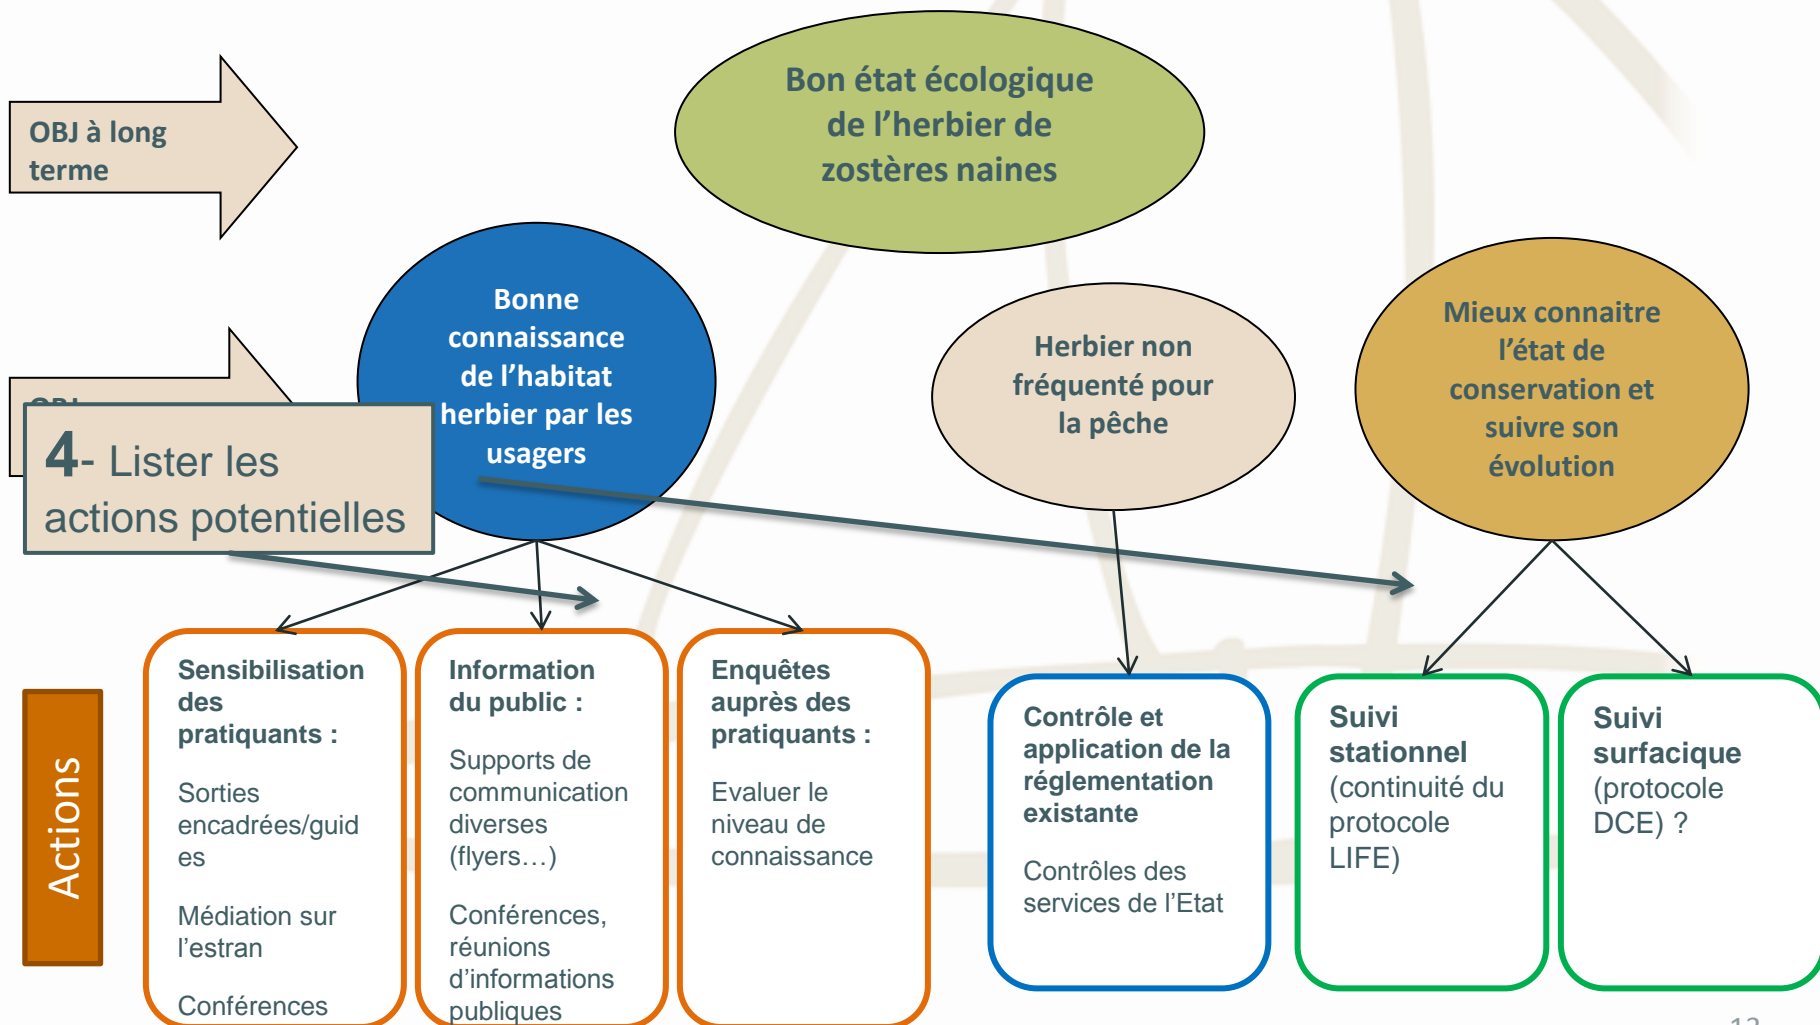 Bon état écologique
de l’herbier de
zostères naines
OBJ à long
terme
Bonne
connaissance
de l’habitat
herbier par les
usagers
Herbier non
fréquenté pour
la pêche
Mieux connaitre
l’état de
conservation et
suivre son
évolution
4- Lister les
actions potentielles
Actions
Sensibilisation
des
pratiquants :
Sorties
encadrées/guid
es
Médiation sur
l’estran
Conférences
Information
du public :
Supports de
communication
diverses
(flyers…)
Conférences,
réunions
d’informations
publiques
Enquêtes
auprès des
pratiquants :
Evaluer le
niveau de
connaissance
Contrôle et
application de la
réglementation
existante
Contrôles des
services de l’Etat
Suivi
stationnel
(continuité du
protocole
LIFE)
Suivi
surfacique
(protocole
DCE) ?